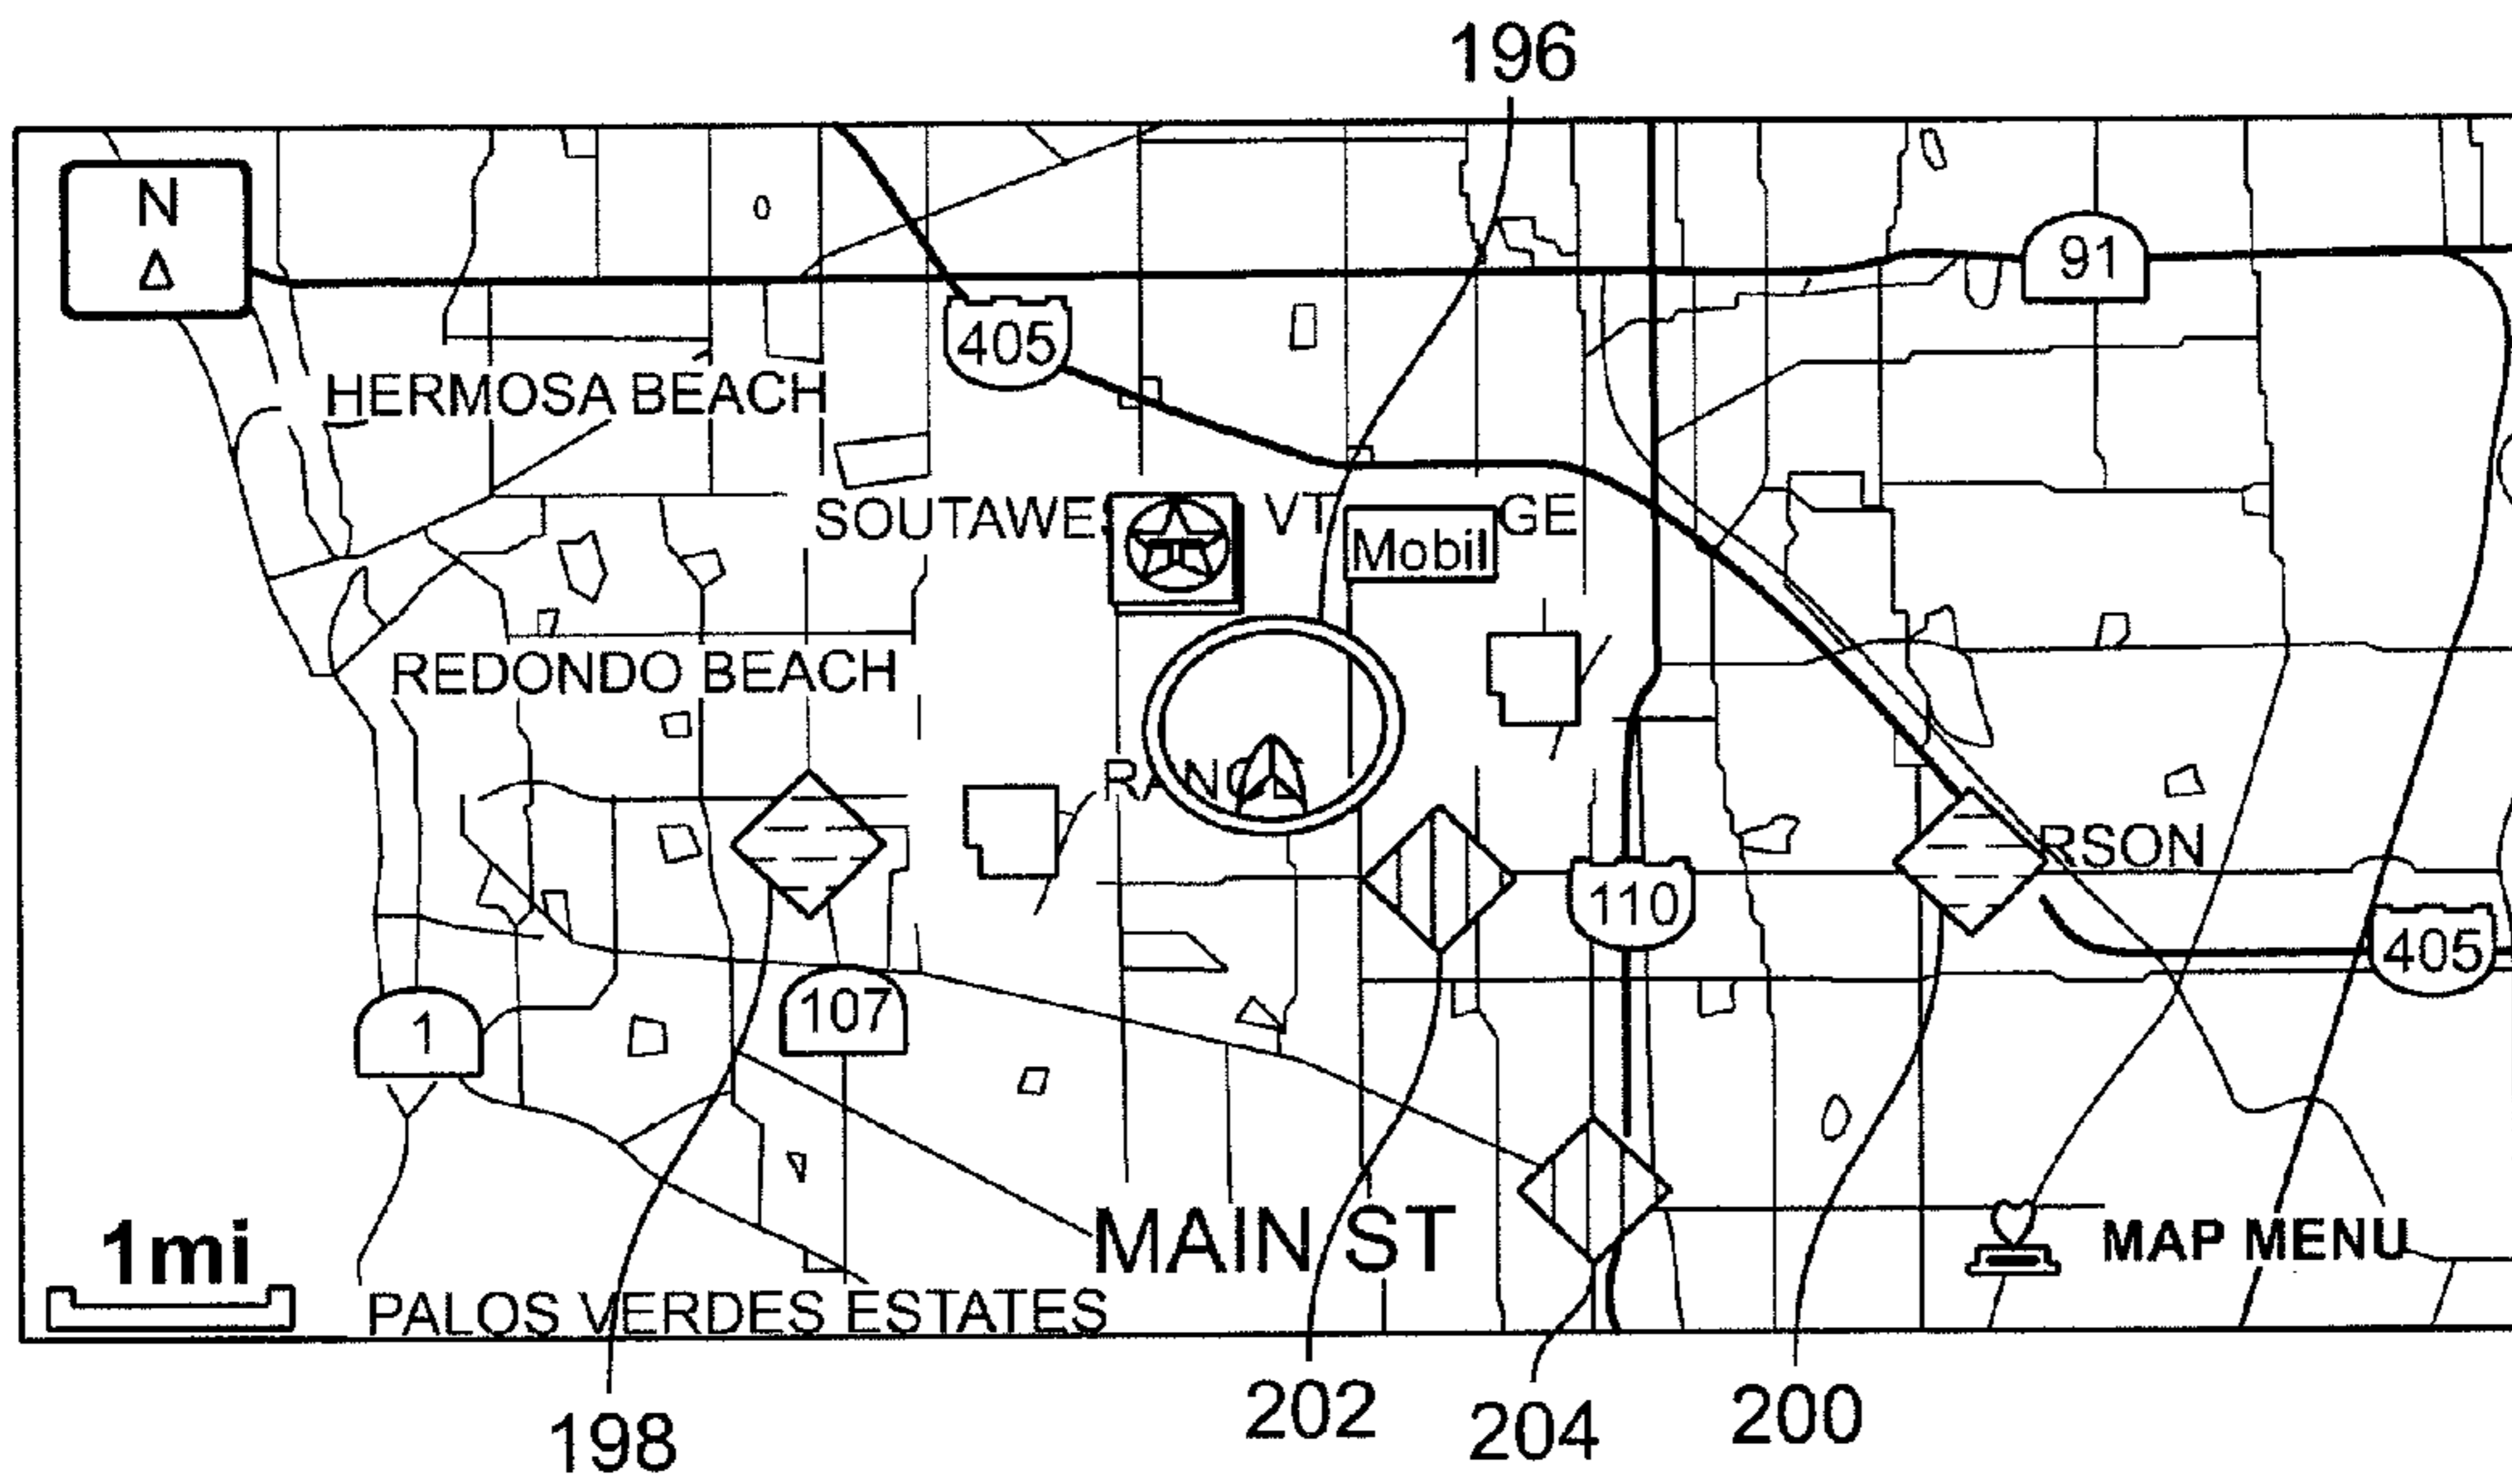 196
N
91
405
HERMOSA BEACH
SOUTAWES VT GE
Mobil
REDONDO BEACH
RANC
RSON
110
405
107
1
MAIN ST
1mi
MAP MENU
PALOS VERDES ESTATES
202
204
200
198